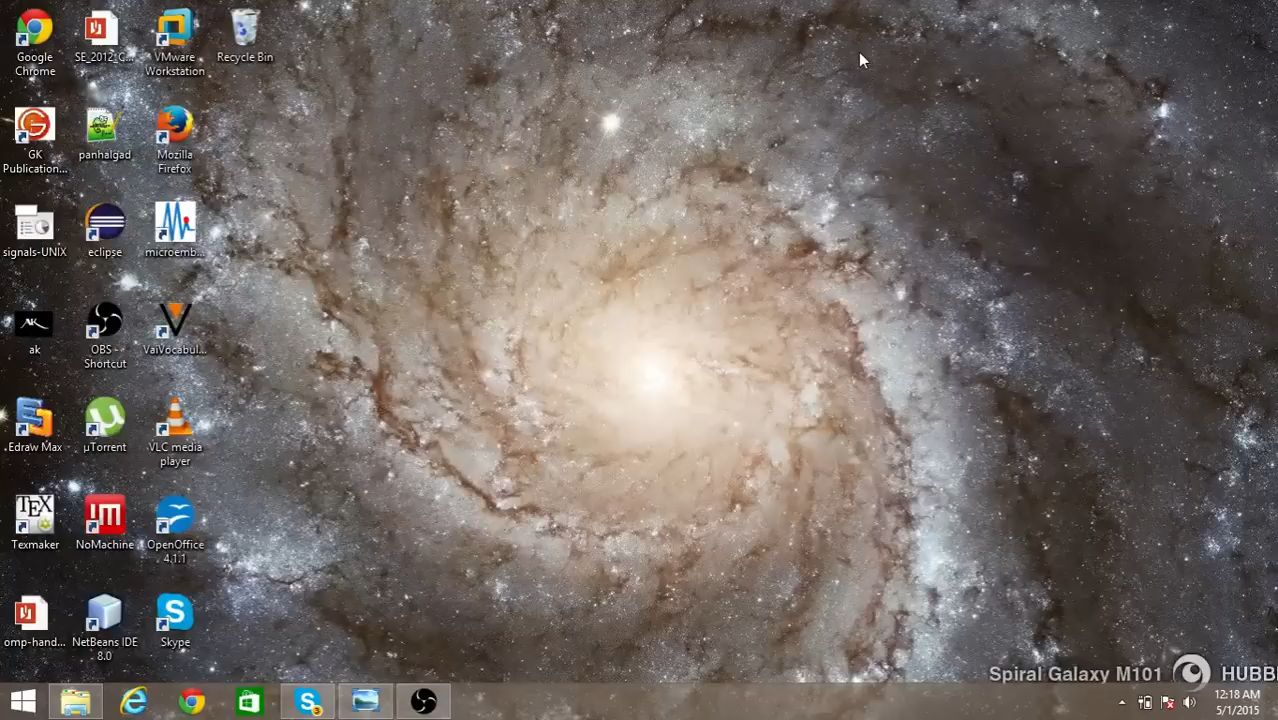 Google
Chrome
SE_2012_C...
VMware
Workstation
Recycle Bin
GK
Publication...
panhalgad
Mozilla
Firefox
signals-UNIX
eclipse
microemb...
AK
ak
OBS -
Shortcut
VaiVocabul...
Edraw Max
µTorrent
VLC media
player
TEX
Texmaker
NoMachine
OpenOffice
4.1.1
omp-hand...
NetBeans IDE
8.0
Skype
Spiral Galaxy M101
HUBB
3
12:18 AM
5/1/2015